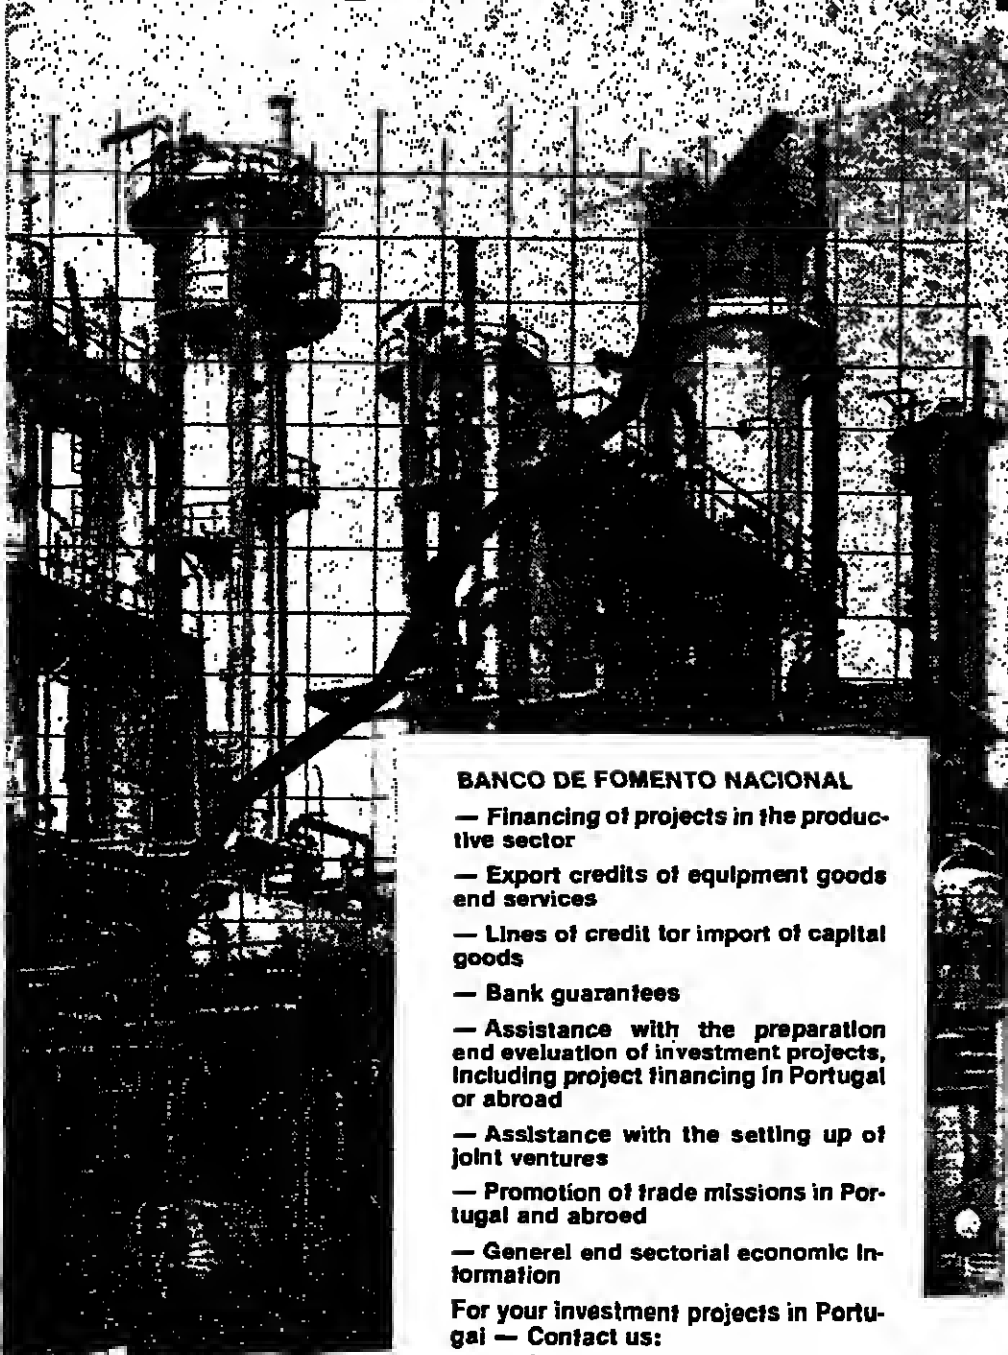 BANCO DE FOMENTO NACIONAL
— Financing of projects in the produc-
tive sector
— Export credits of equipment goods
end services
— Lines of credit for import of capital
goods
— Bank guarantees
— Assistance with the preparation
end eveluation of investment projects,
including project financing in Portugal
or abroad
— Assistance with the setting up of
joint ventures
— Promotion of trade missions in Por-
tugal and abroed
— Generel end sectorial economic in-
formation
For your investment projects in Portu-
gal — Contact us: